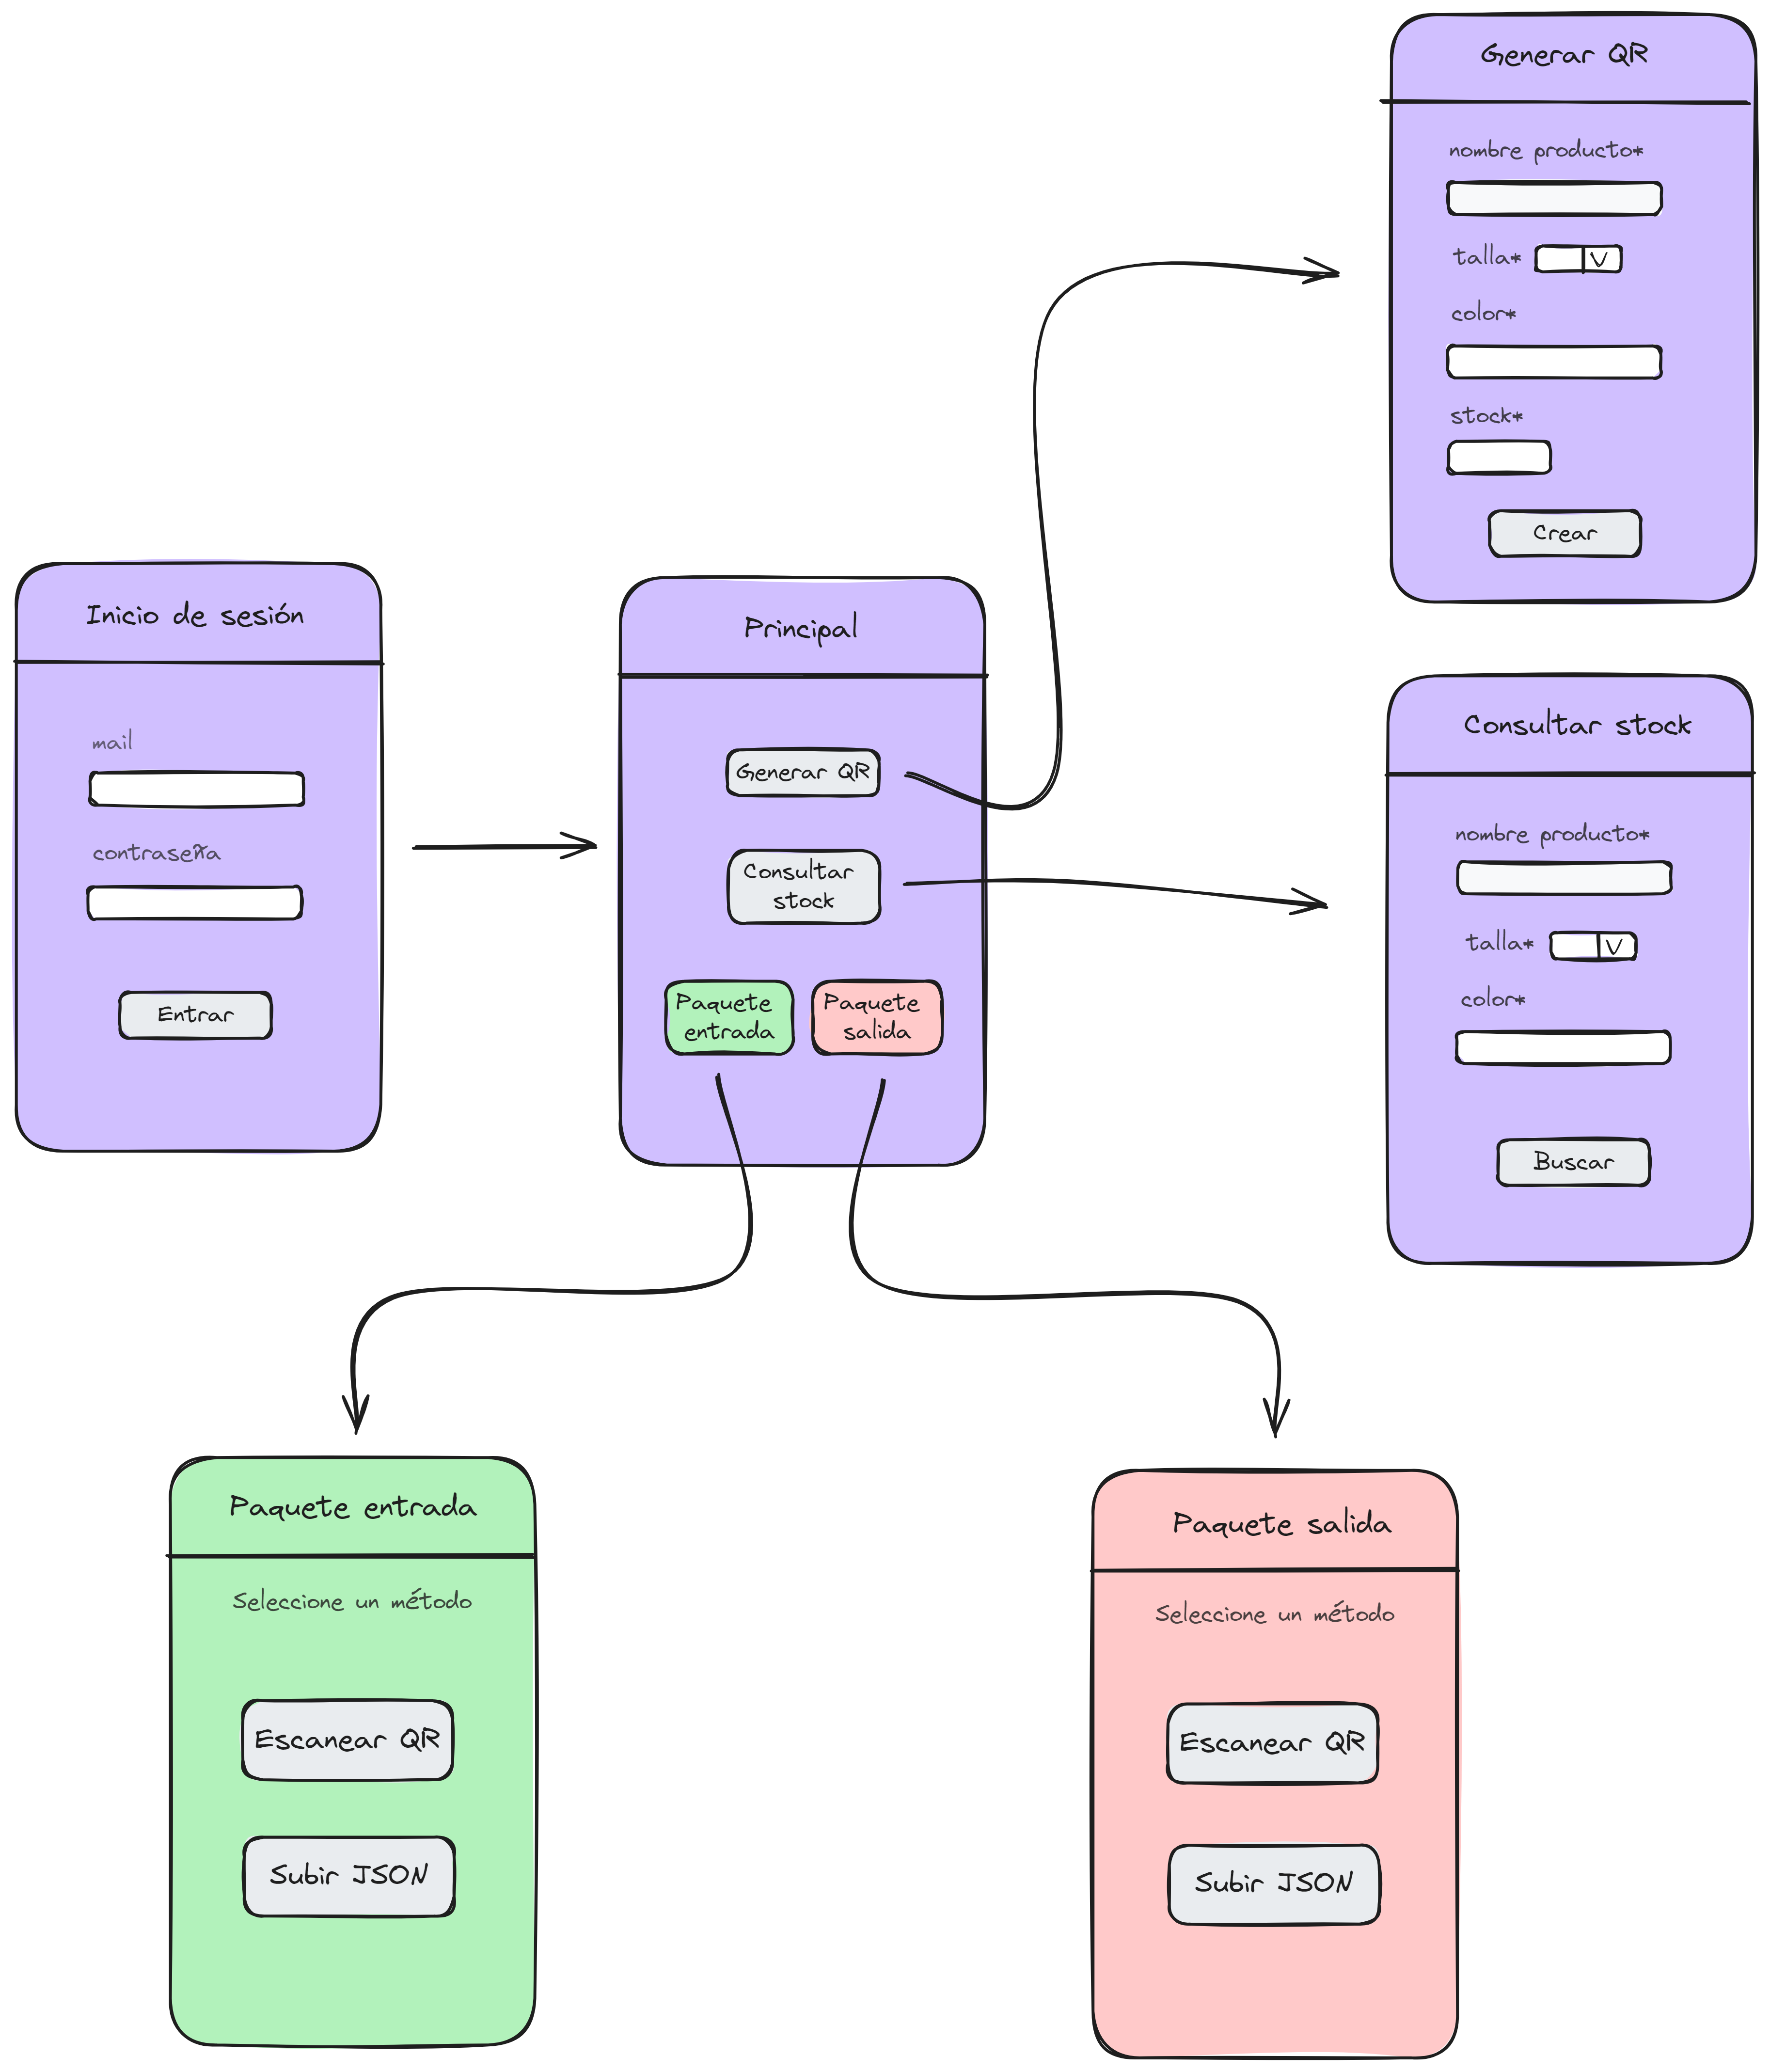 Generar QR
nombre producto*
talla*
V
color*
stock*
Crear
Inicio de sesión
mail
contraseña
Entrar
Principal
Generar QR
Consultar
stock
Paquete
entrada
Paquete
salida
Consultar stock
nombre producto*
talla*
V
color*
Buscar
Paquete entrada
Seleccione un método
Escanear QR
Subir JSON
Paquete salida
Seleccione un método
Escanear QR
Subir JSON